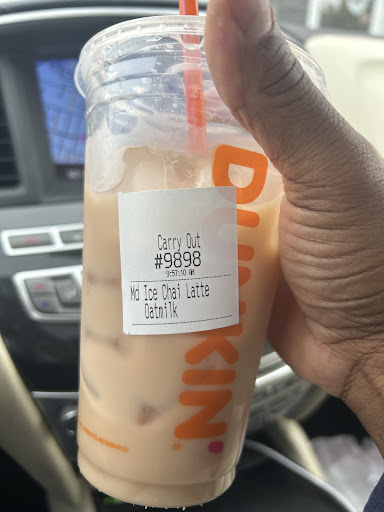 Carry Out
#9898
9:57:10 AM
Md Ice Chai Latte
Oatmilk
DUNKIN'